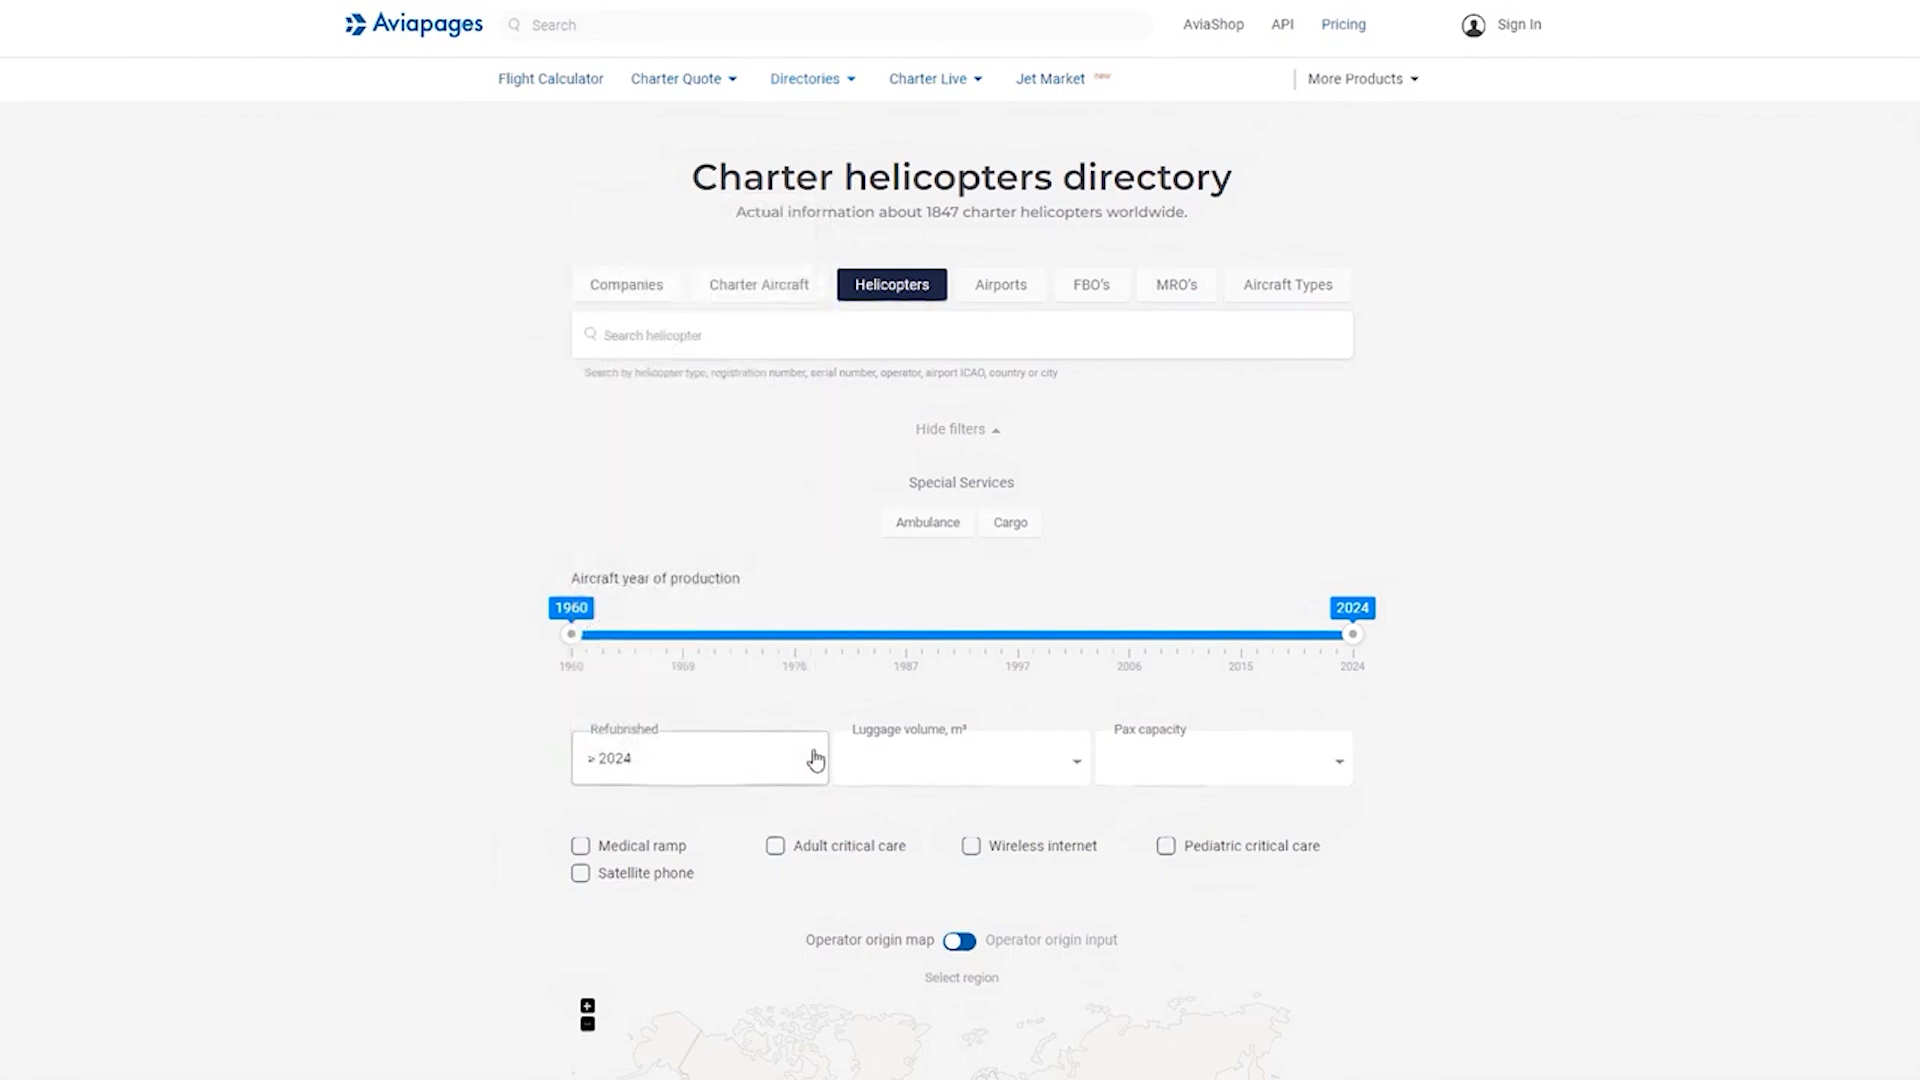 Aviapages
Search
AviaShop
API
Pricing
Sign In
Flight Calculator
Charter Quote
Directories
Charter Live
Jet Market new
More Products
Charter helicopters directory
Actual information about 1847 charter helicopters worldwide.
Companies
Charter Aircraft
Helicopters
Airports
FBO's
MRO's
Aircraft Types
Search helicopter
Search by helicopter type, registration number, serial number, operator, airport ICAO, country or city
Hide filters
Special Services
Ambulance
Cargo
Aircraft year of production
1960
2024
1960 1969 1978 1987 1997 2006 2015 2024
Refubrished
≥ 2024
Luggage volume, m³
Pax capacity
Medical ramp
Adult critical care
Wireless internet
Pediatric critical care
Satellite phone
Operator origin map
Operator origin input
Select region
+
-